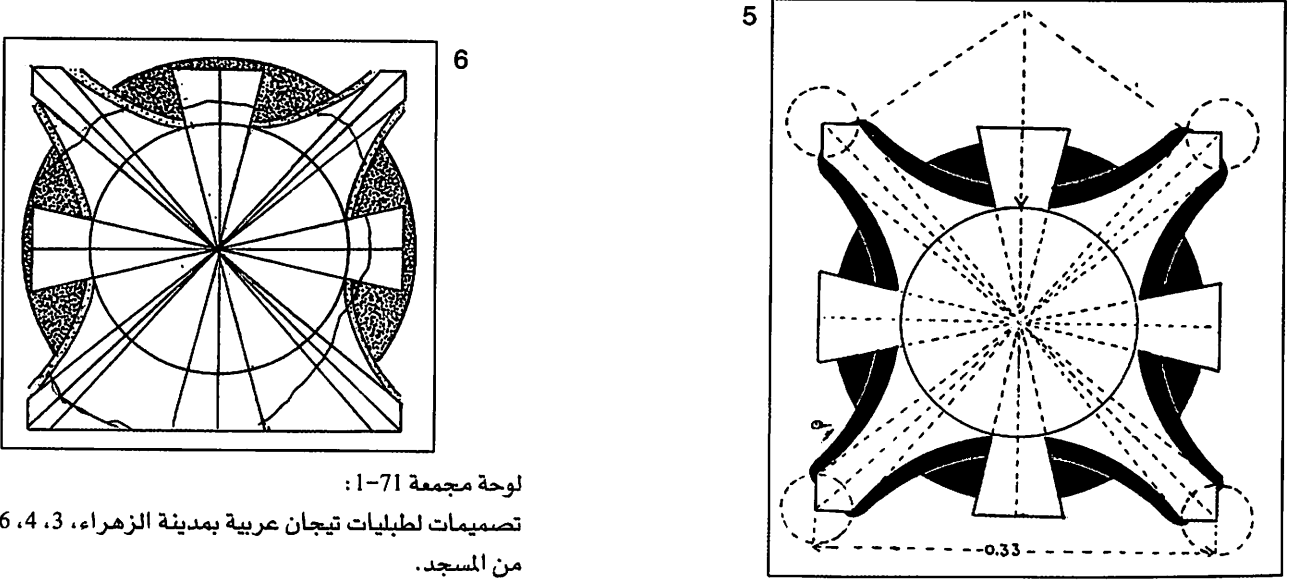 6
5
-0.33-
لوحة مجمعة 71-1:
تصميمات لطبليات تيجان عربية بمدينة الزهراء، 3، 4، 6
من المسجد.